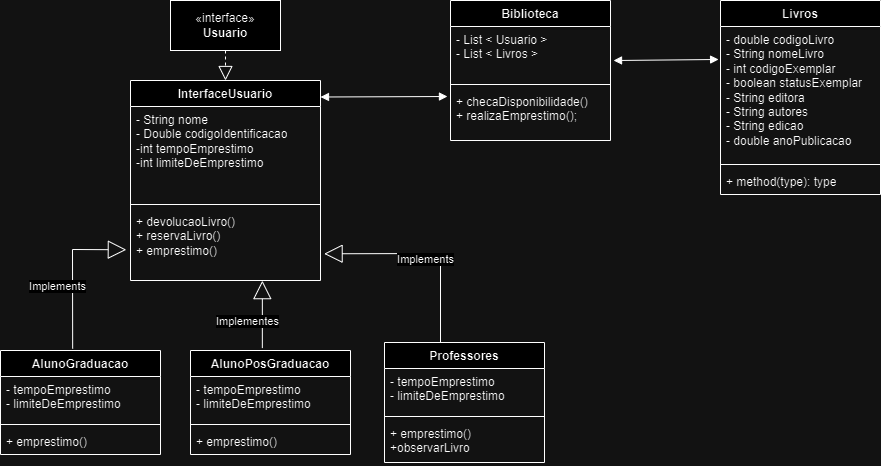 «interface»
Usuario
InterfaceUsuario
- String nome
- Double codigoIdentificacao
-int tempoEmprestimo
-int limiteDeEmprestimo
+ devolucaoLivro()
+ reservaLivro()
+ emprestimo()
Biblioteca
- List < Usuario >
- List < Livros >
+ checaDisponibilidade()
+ realizaEmprestimo();
Livros
- double codigoLivro
- String nomeLivro
- int codigoExemplar
- boolean statusExemplar
- String editora
- String autores
- String edicao
- double anoPublicacao
+ method(type): type
Implements
Implementes
Implements
AlunoGraduacao
- tempoEmprestimo
- limiteDeEmprestimo
+ emprestimo()
AlunoPosGraduacao
- tempoEmprestimo
- limiteDeEmprestimo
+ emprestimo()
Professores
- tempoEmprestimo
- limiteDeEmprestimo
+ emprestimo()
+observarLivro